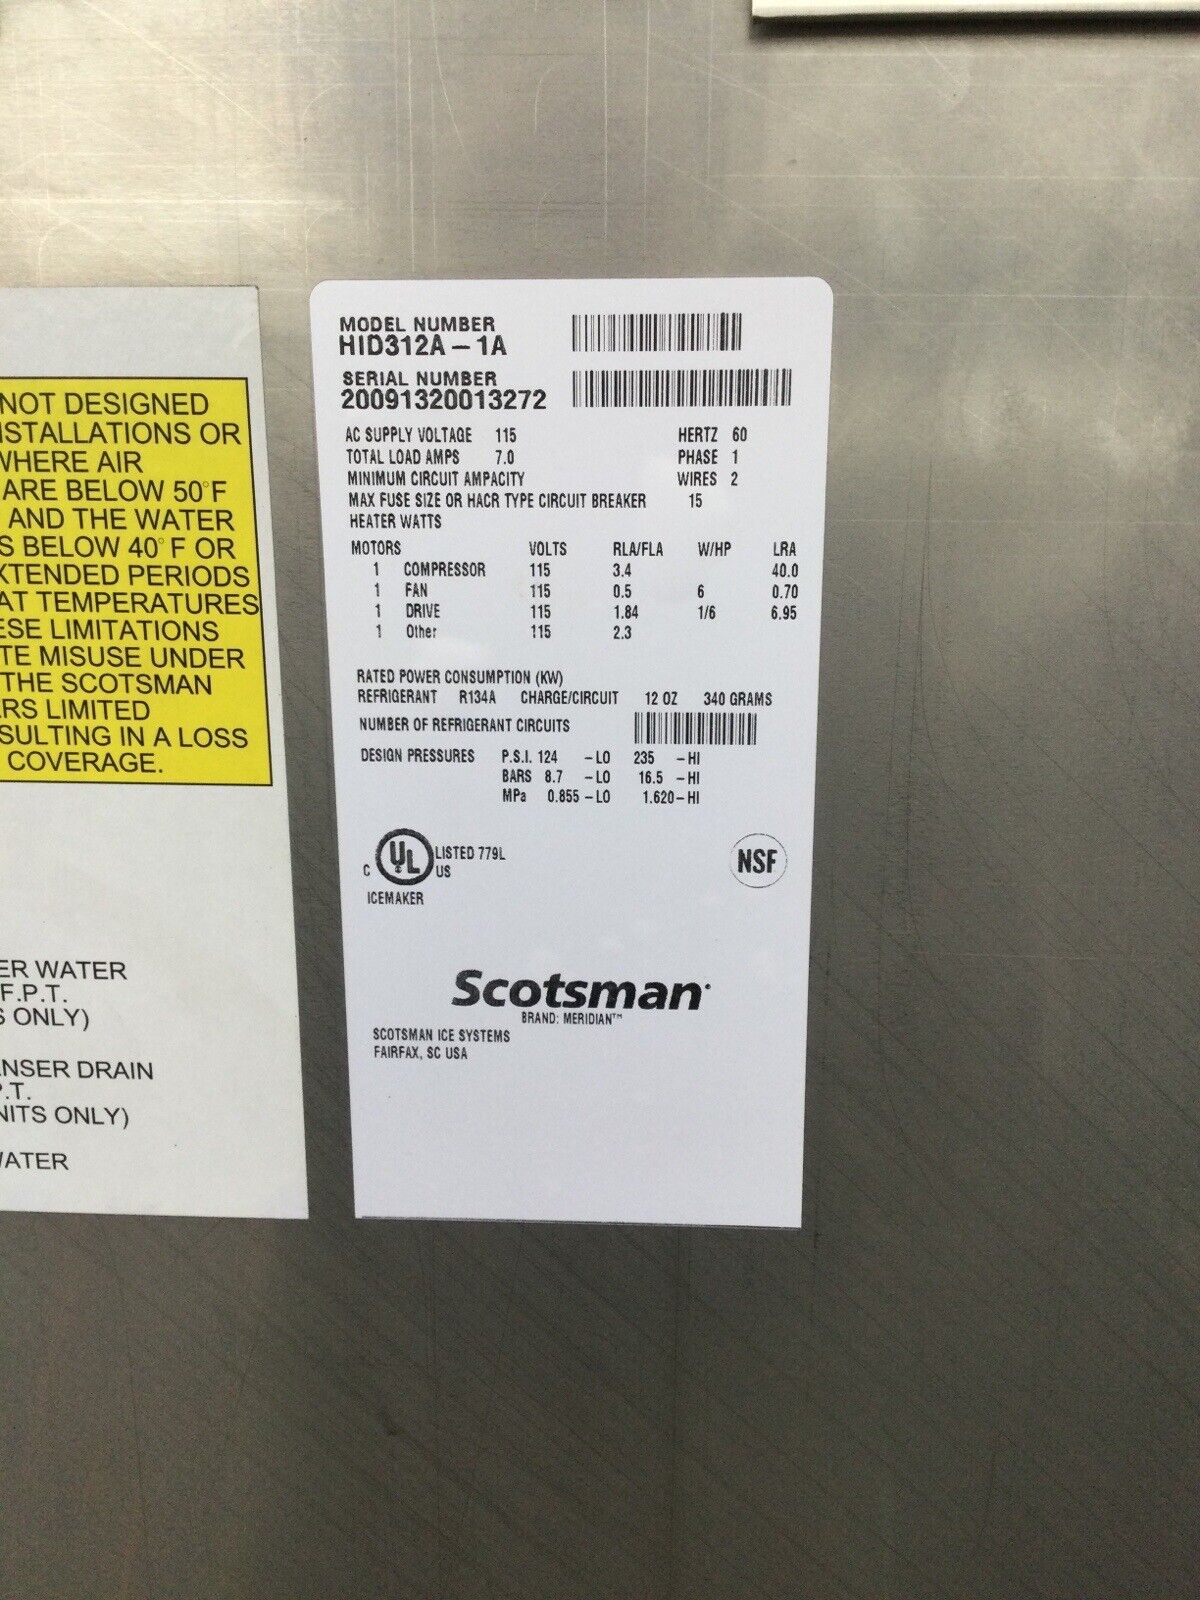 NOT DESIGNED
ISTALLATIONS OR
WHERE AIR
ARE BELOW 50°F
AND THE WATER
S BELOW 40° F OR
XTENDED PERIODS
AT TEMPERATURES
ESE LIMITATIONS
TE MISUSE UNDER
THE SCOTSMAN
ERS LIMITED
SULTING IN A LOSS
COVERAGE.
ER WATER
F.P.T.
S ONLY)
ENSER DRAIN
P.T.
NITS ONLY)
WATER
MODEL NUMBER
HID312A-1A
SERIAL NUMBER
20091320013272
AC SUPPLY VOLTAGE 115 HERTZ 60
TOTAL LOAD AMPS 7.0 PHASE 1
MINIMUM CIRCUIT AMPACITY WIRES 2
MAX FUSE SIZE OR HACR TYPE CIRCUIT BREAKER 15
HEATER WATTS
MOTORS VOLTS RLA/FLA W/HP LRA
1 COMPRESSOR 115 3.4 40.0
1 FAN 115 0.5 6 0.70
1 DRIVE 115 1.84 1/6 6.95
1 Other 115 2.3
RATED POWER CONSUMPTION (KW)
REFRIGERANT R134A CHARGE/CIRCUIT 12 OZ 340 GRAMS
NUMBER OF REFRIGERANT CIRCUITS
DESIGN PRESSURES P.S.I. 124 -LO 235 -HI
BARS 8.7 -LO 16.5 -HI
MPa 0.855-LO 1.620-HI
C UL US LISTED 779L
ICEMAKER
NSF
Scotsman
BRAND: MERIDIAN™
SCOTSMAN ICE SYSTEMS
FAIRFAX, SC USA